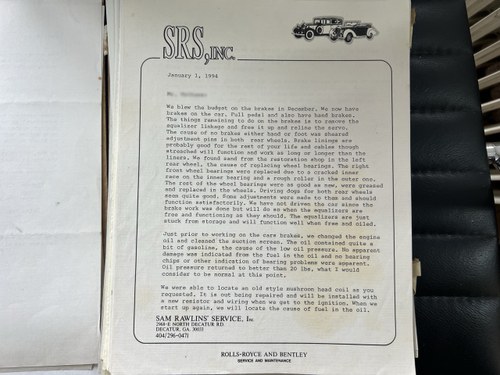 SRS, INC.
January 1, 1994
We blew the budget on the brakes in December. We now have
brakes on the car. Full pedal and also have hand brakes.
The things remaining to do on the brakes is to remove the
equalizer linkage and free it up and reline the servo.
The cause of no brakes either hand or foot was sheared
adjustment pins in both rear wheels. Brake linings are
probably good for the rest of your life and cables though
streached will function and work as long or longer than the
liners. We found sand from the restoration shop in the left
rear wheel, the cause of replacing wheel bearings. The right
front wheel bearings were replaced due to a cracked inner
race on the inner bearing and a rough roller in the outer one.
The rest of the wheel bearings were as good as new, were greased
and replaced in the wheels. Driving dogs for both rear wheels
were quite good. Some adjustments were made to them and should
function satisfactorily. We have not driven the car since the
brake work was done but will do so when the equalizers are
free and functioning as they should. The equalizers are just
stuck from storage and will function well when free and oiled.
Just prior to working on the care brakes, we changed the engine
oil and cleaned the suction screen. The oil contained quite a
bit of gasoline, the cause of the low oil pressure. No apparent
damage was indicated from the fuel in the oil and no bearing
chips or other indication of bearing problems were apparent.
Oil pressure returned to better than 20 lbs, what I would
consider to be normal at this point.
We were able to locate an old style mushroom head coil as you
requested. It is out being repaired and will be installed with
a new resistor and wiring when we get to the ignition. When we
start up again, we will locate the cause of fuel in the oil.
SAM RAWLINS' SERVICE, Inc
2968-E NORTH DECATUR RD.
DECATUR, GA. 30033
404/296-0471
ROLLS-ROYCE AND BENTLEY
SERVICE AND MAINTENANCE